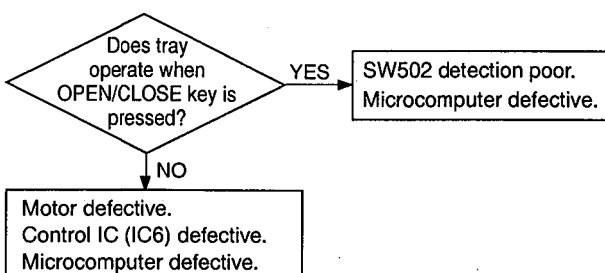 Does tray
operate when
OPEN/CLOSE key is
pressed?
YES
SW502 detection poor.
Microcomputer defective.
NO
Motor defective.
Control IC (IC6) defective.
Microcomputer defective.